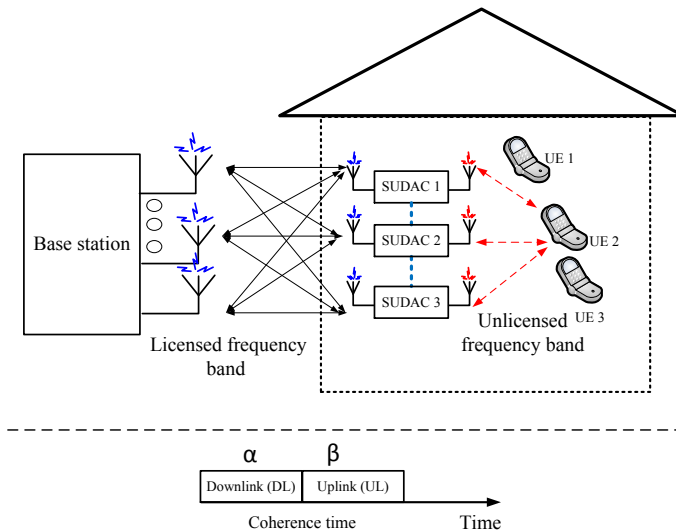 UE 1
SUDAC 1
Base station
SUDAC 2
UE 2
SUDAC 3
UE 3
Licensed frequency
band
Unlicensed
frequency band
α
β
Downlink (DL)
Uplink (UL)
Coherence time
Time